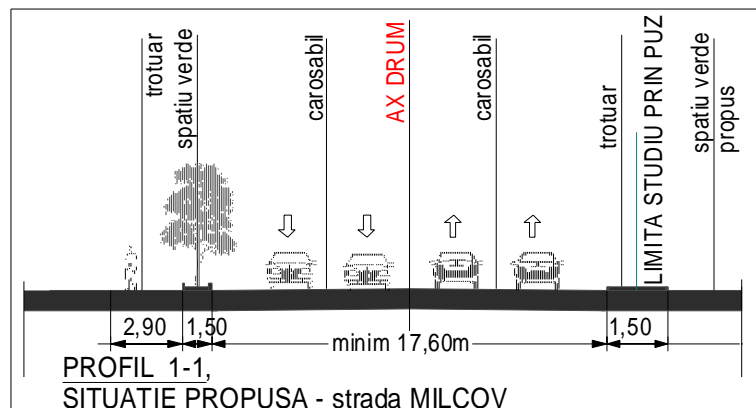 trotuar
spatiu verde
carosabil
AX DRUM
carosabil
trotuar
LIMITA STUDIU PRIN PUZ
spatiu verde
propus
2,90
1,50
minim 17,60m
1,50
PROFIL 1-1,
SITUATIE PROPUSA - strada MILCOV